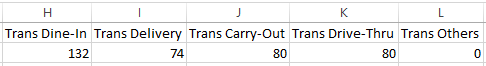 H I J K L
Trans Dine-In Trans Delivery Trans Carry-Out Trans Drive-Thru Trans Others
132 74 80 80 0